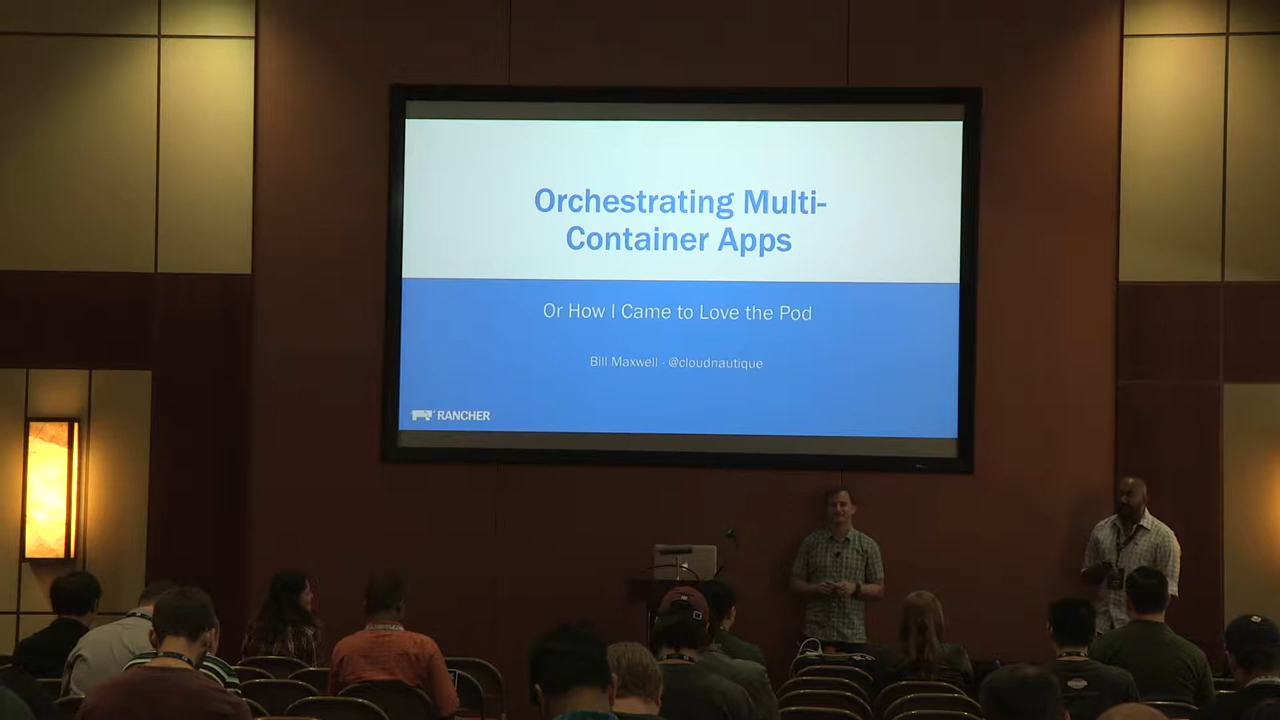 Orchestrating Multi-
Container Apps
Or How I Came to Love the Pod
Bill Maxwell - @cloudnautique
RANCHER